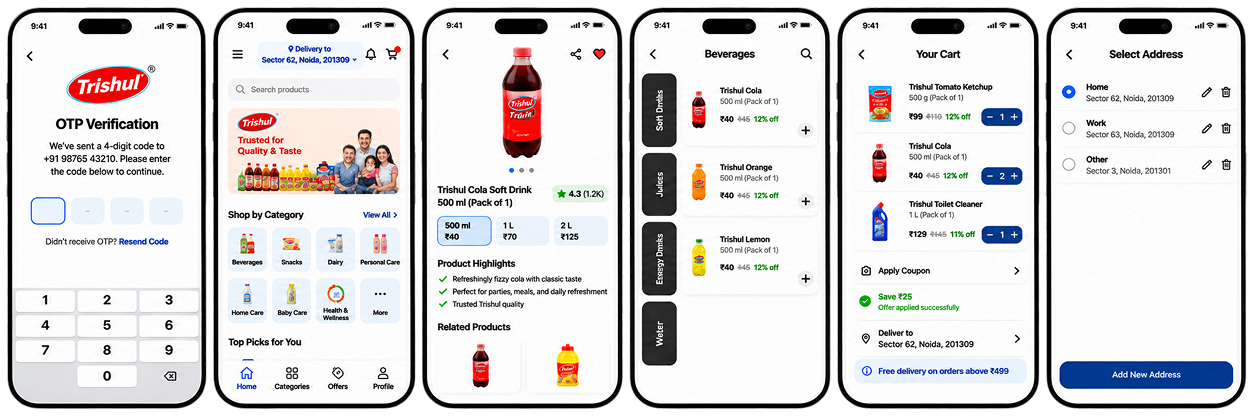 9:41
Trishul®
OTP Verification
We've sent a 4-digit code to
+91 98765 43210. Please enter
the code below to continue.
Didn't receive OTP? Resend Code
1 2 3
4 5 6
7 8 9
0
9:41
Delivery to
Sector 62, Noida, 201309
Search products
Trishul
Trusted for
Quality & Taste
Shop by Category
View All >
Beverages
Snacks
Dairy
Personal Care
Home Care
Baby Care
Health &
Wellness
More
Top Picks for You
Home
Categories
Offers
Profile
9:41
Trishul
Trishul Cola Soft Drink
500 ml (Pack of 1)
4.3 (1.2K)
500 ml
₹40
1 L
₹70
2 L
₹125
Product Highlights
Refreshingly fizzy cola with classic taste
Perfect for parties, meals, and daily refreshment
Trusted Trishul quality
Related Products
9:41
Beverages
Trishul Cola
500 ml (Pack of 1)
₹40 ₹45 12% off
Trishul Orange
500 ml (Pack of 1)
₹40 ₹45 12% off
Trishul Lemon
500 ml (Pack of 1)
₹40 ₹45 12% off
Water
9:41
Your Cart
Trishul Tomato Ketchup
500 g (Pack of 1)
₹99 ₹110 12% off
− 1 +
Trishul Cola
500 ml (Pack of 1)
₹40 ₹45 12% off
− 2 +
Trishul Toilet Cleaner
1 L (Pack of 1)
₹129 ₹145 11% off
− 1 +
Apply Coupon
Save ₹25
Offer applied successfully
Deliver to
Sector 62, Noida, 201309
Free delivery on orders above ₹499
9:41
Select Address
Home
Sector 62, Noida, 201309
Work
Sector 63, Noida, 201309
Other
Sector 3, Noida, 201301
Add New Address